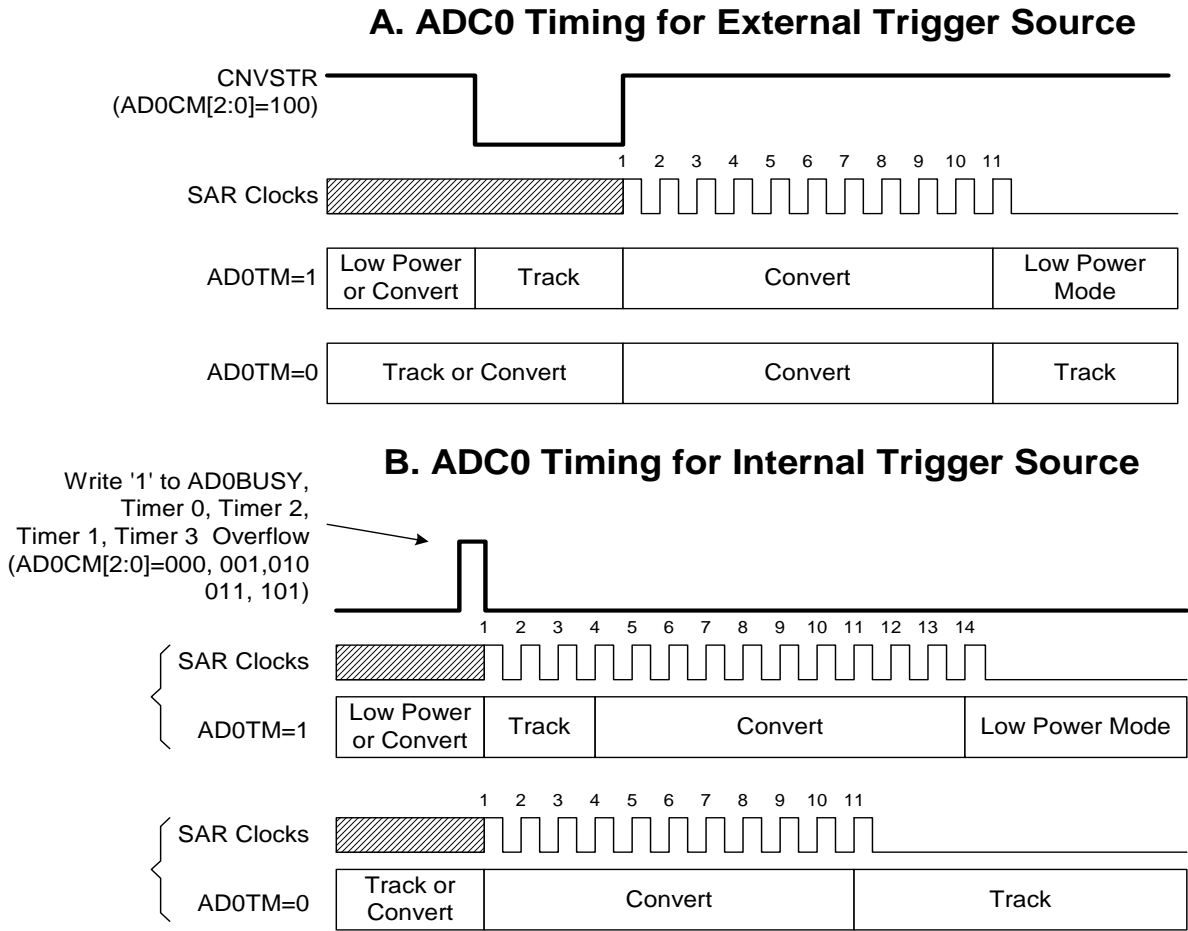 A. ADC0 Timing for External Trigger Source
CNVSTR
(AD0CM[2:0]=100)
1 2 3 4 5 6 7 8 9 10 11
SAR Clocks
AD0TM=1
Low Power
or Convert
Track
Convert
Low Power
Mode
AD0TM=0
Track or Convert
Convert
Track
B. ADC0 Timing for Internal Trigger Source
Write '1' to AD0BUSY,
Timer 0, Timer 2,
Timer 1, Timer 3 Overflow
(AD0CM[2:0]=000, 001,010
011, 101)
1 2 3 4 5 6 7 8 9 10 11 12 13 14
SAR Clocks
AD0TM=1
Low Power
or Convert
Track
Convert
Low Power Mode
1 2 3 4 5 6 7 8 9 10 11
SAR Clocks
AD0TM=0
Track or
Convert
Convert
Track